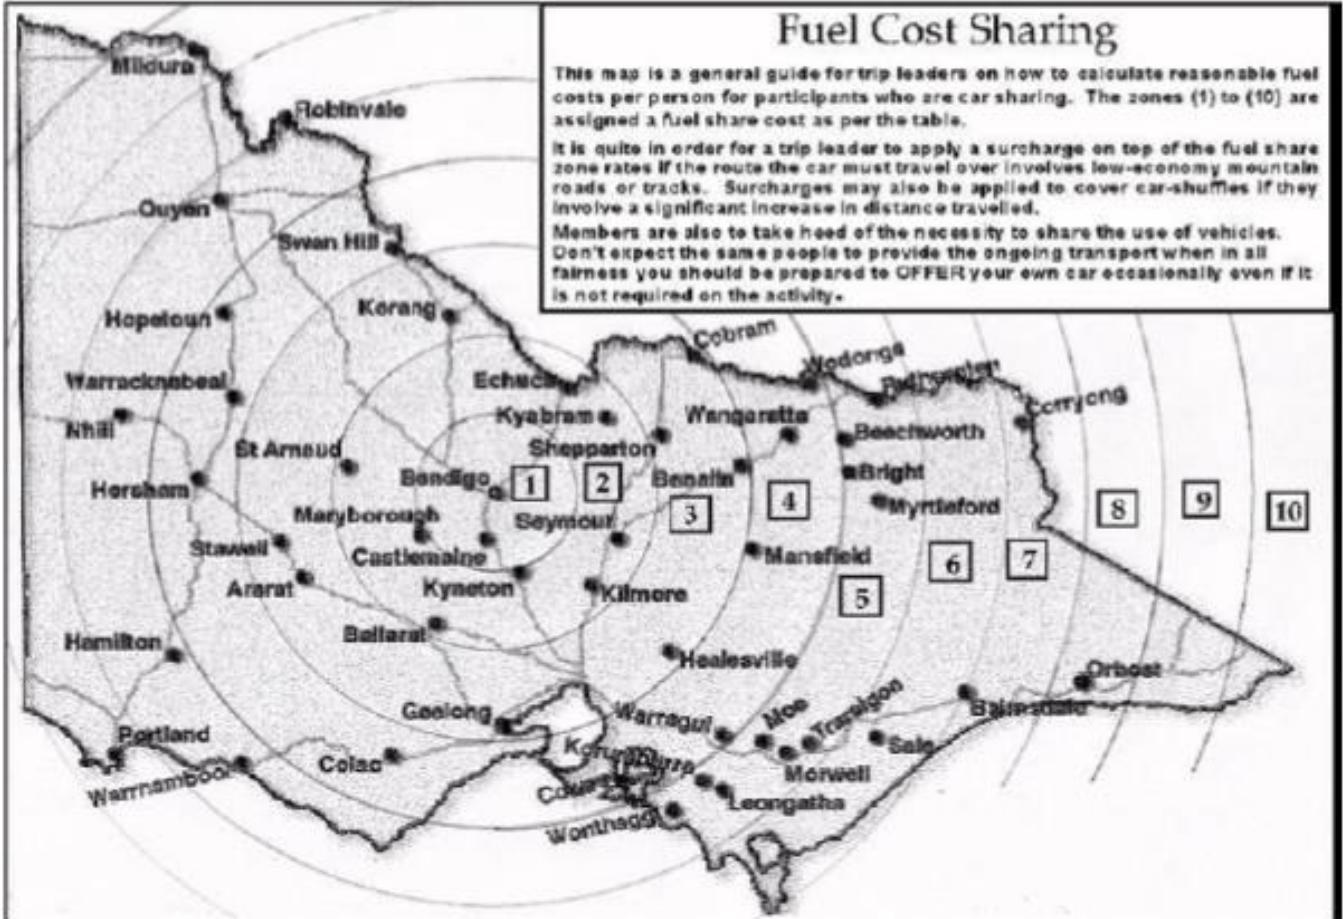 Fuel Cost Sharing
This map is a general guide for trip leaders on how to calculate reasonable fuel
costs per person for participants who are car sharing. The zones (1) to (10) are
assigned a fuel share cost as per the table.
It is quite in order for a trip leader to apply a surcharge on top of the fuel share
zone rates if the route the car must travel over involves low-economy mountain
roads or tracks. Surcharges may also be applied to cover car-shuffles if they
involve a significant increase in distance travelled.
Members are also to take heed of the necessity to share the use of vehicles.
Don't expect the same people to provide the ongoing transport when in all
fairness you should be prepared to OFFER your own car occasionally even if it
is not required on the activity.
Mildura
Robinvale
Ouyen
Swan Hill
Hopetoun
Kerang
Cobram
Wodonga
Warracknabeal
Echuca
Corryong
Nhill
Kyabram
Wangaratta
Shepparton
Beechworth
St Arnaud
Horsham
Bendigo
1
2
Benalla
Bright
3
4
Myrtleford
8
9
10
Maryborough
Seymour
Stawell
Castlemaine
Mansfield
6
7
Ararat
Kyneton
Kilmore
5
Ballarat
Hamilton
Healesville
Orbost
Geelong
Warragul
Moe
Traralgon
Bairnsdale
Portland
Sale
Colac
Morwell
Warrnambool
Leongatha
Wonthaggi